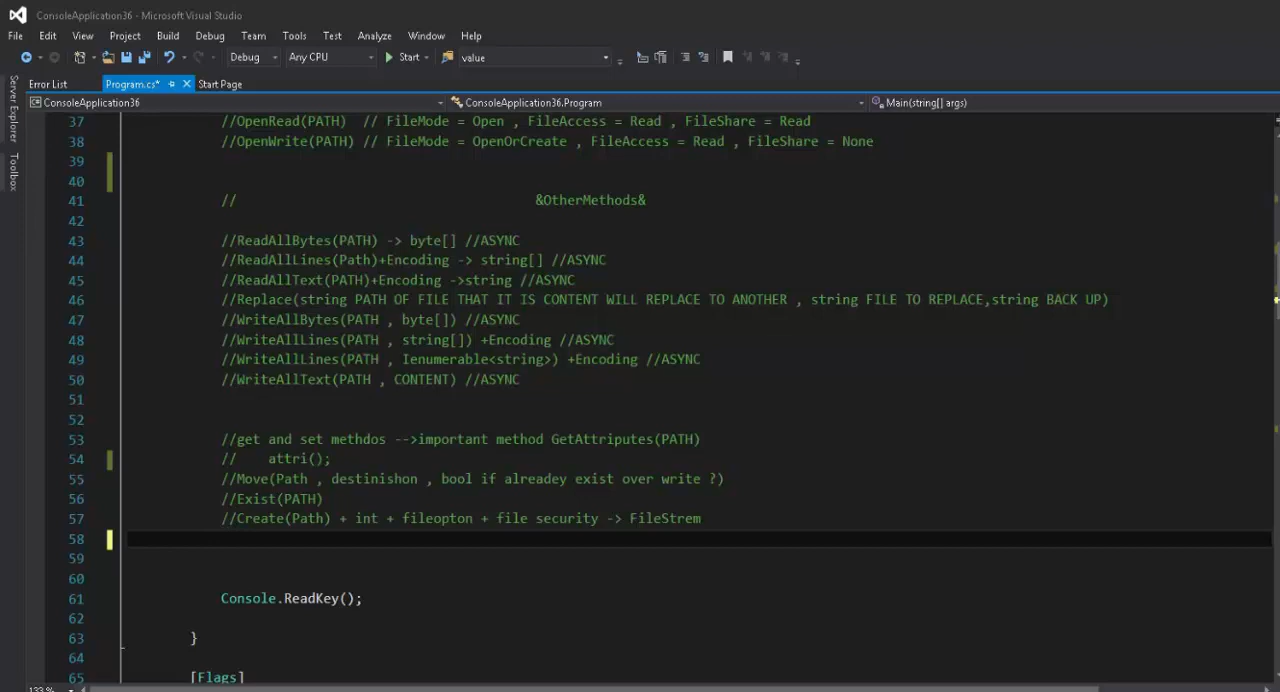 ConsoleApplication36 - Microsoft Visual Studio
File Edit View Project Build Debug Team Tools Test Analyze Window Help
Debug Any CPU Start value
Error List Program.cs* Start Page
ConsoleApplication36 ConsoleApplication36.Program Main(string[] args)
Server Explorer
Toolbox
37 //OpenRead(PATH)  // FileMode = Open , FileAccess = Read , FileShare = Read
38 //OpenWrite(PATH) // FileMode = OpenOrCreate , FileAccess = Read , FileShare = None
39
40
41 // &OtherMethods&
42
43 //ReadAllBytes(PATH) -> byte[] //ASYNC
44 //ReadAllLines(Path)+Encoding -> string[] //ASYNC
45 //ReadAllText(PATH)+Encoding ->string //ASYNC
46 //Replace(string PATH OF FILE THAT IT IS CONTENT WILL REPLACE TO ANOTHER , string FILE TO REPLACE,string BACK UP)
47 //WriteAllBytes(PATH , byte[]) //ASYNC
48 //WriteAllLines(PATH , string[]) +Encoding //ASYNC
49 //WriteAllLines(PATH , Ienumerable<string>) +Encoding //ASYNC
50 //WriteAllText(PATH , CONTENT) //ASYNC
51
52
53 //get and set methdos -->important method GetAttriputes(PATH)
54 //    attri();
55 //Move(Path , destinishon , bool if alreadey exist over write ?)
56 //Exist(PATH)
57 //Create(Path) + int + fileopton + file security -> FileStrem
58
59
60
61 Console.ReadKey();
62
63 }
64
65 [Flags]
133 %